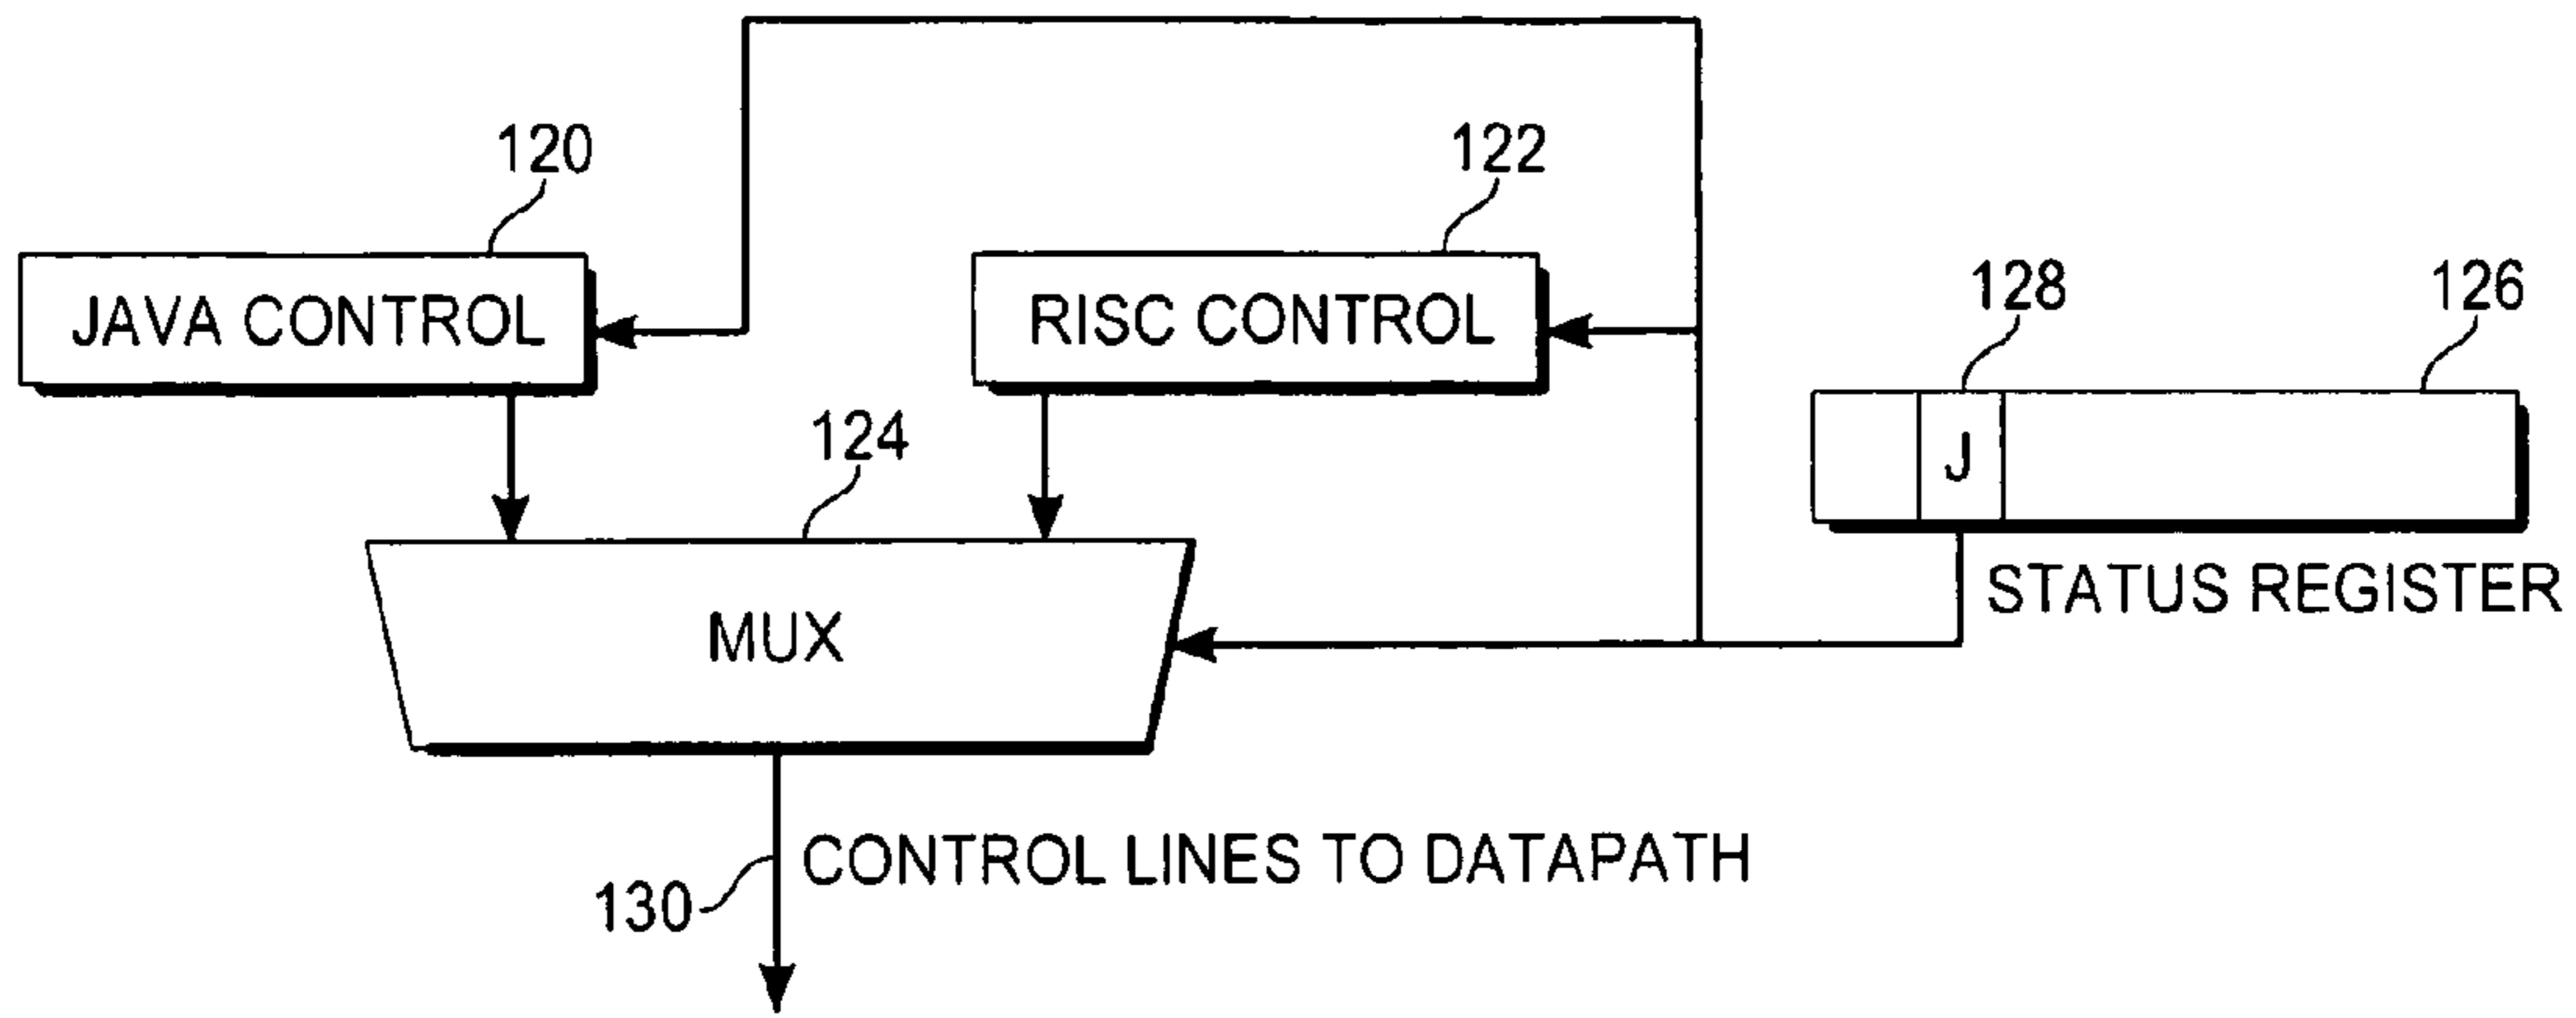 120
122
JAVA CONTROL
RISC CONTROL
128
126
124
J
STATUS REGISTER
MUX
CONTROL LINES TO DATAPATH
130